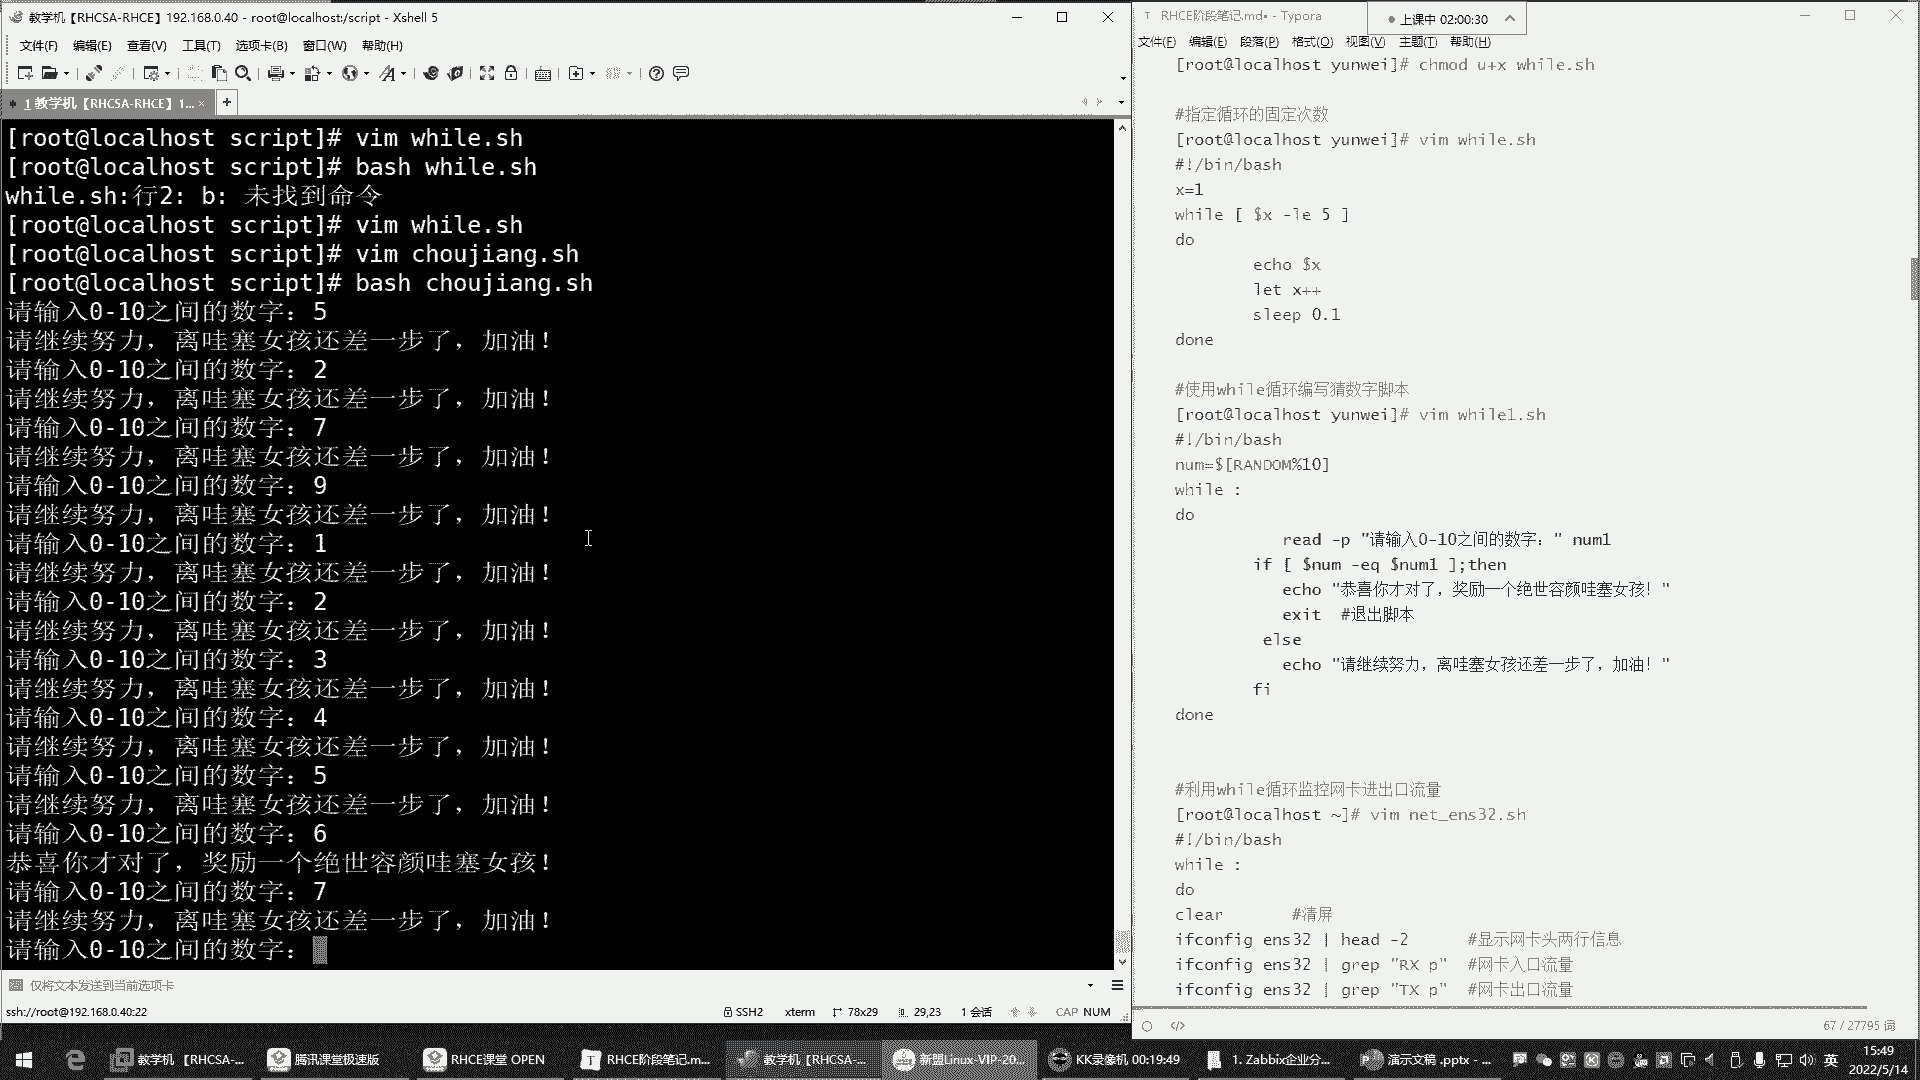 教学机【RHCSA-RHCE】192.168.0.40 - root@localhost:/script - Xshell 5
文件(F) 编辑(E) 查看(V) 工具(T) 选项卡(B) 窗口(W) 帮助(H)
1 教学机【RHCSA-RHCE】1...
[root@localhost script]# vim while.sh
[root@localhost script]# bash while.sh
while.sh:行2: b: 未找到命令
[root@localhost script]# vim while.sh
[root@localhost script]# vim choujiang.sh
[root@localhost script]# bash choujiang.sh
请输入0-10之间的数字：5
请继续努力，离哇塞女孩还差一步了，加油！
请输入0-10之间的数字：2
请继续努力，离哇塞女孩还差一步了，加油！
请输入0-10之间的数字：7
请继续努力，离哇塞女孩还差一步了，加油！
请输入0-10之间的数字：9
请继续努力，离哇塞女孩还差一步了，加油！
请输入0-10之间的数字：1
请继续努力，离哇塞女孩还差一步了，加油！
请输入0-10之间的数字：2
请继续努力，离哇塞女孩还差一步了，加油！
请输入0-10之间的数字：3
请继续努力，离哇塞女孩还差一步了，加油！
请输入0-10之间的数字：4
请继续努力，离哇塞女孩还差一步了，加油！
请输入0-10之间的数字：5
请继续努力，离哇塞女孩还差一步了，加油！
请输入0-10之间的数字：6
恭喜你才对了，奖励一个绝世容颜哇塞女孩！
请输入0-10之间的数字：7
请继续努力，离哇塞女孩还差一步了，加油！
请输入0-10之间的数字：
仅将文本发送到当前选项卡
ssh://root@192.168.0.40:22 SSH2 xterm 78x29 29,23 1 会话 CAP NUM
RHCE阶段笔记.md• - Typora
上课中 02:00:30
文件(F) 编辑(E) 段落(P) 格式(O) 视图(V) 主题(T) 帮助(H)
[root@localhost yunwei]# chmod u+x while.sh
#指定循环的固定次数
[root@localhost yunwei]# vim while.sh
#!/bin/bash
x=1
while [ $x -le 5 ]
do
echo $x
let x++
sleep 0.1
done
#使用while循环编写猜数字脚本
[root@localhost yunwei]# vim while1.sh
#!/bin/bash
num=$[RANDOM%10]
while :
do
read -p "请输入0-10之间的数字：" num1
if [ $num -eq $num1 ];then
echo "恭喜你才对了，奖励一个绝世容颜哇塞女孩！"
exit #退出脚本
else
echo "请继续努力，离哇塞女孩还差一步了，加油！"
fi
done
#利用while循环监控网卡进出口流量
[root@localhost ~]# vim net_ens32.sh
#!/bin/bash
while :
do
clear #清屏
ifconfig ens32 | head -2 #显示网卡头两行信息
ifconfig ens32 | grep "RX p" #网卡入口流量
ifconfig ens32 | grep "TX p" #网卡出口流量
67 / 27795 词
教学机 【RHCSA-... 腾讯课堂极速版 RHCE课堂 OPEN RHCE阶段笔记.m... 教学机【RHCSA-... 新盟Linux-VIP-20... KK录像机 00:19:49 1. Zabbix企业分... 演示文稿 .pptx - ... 英 15:49
2022/5/14